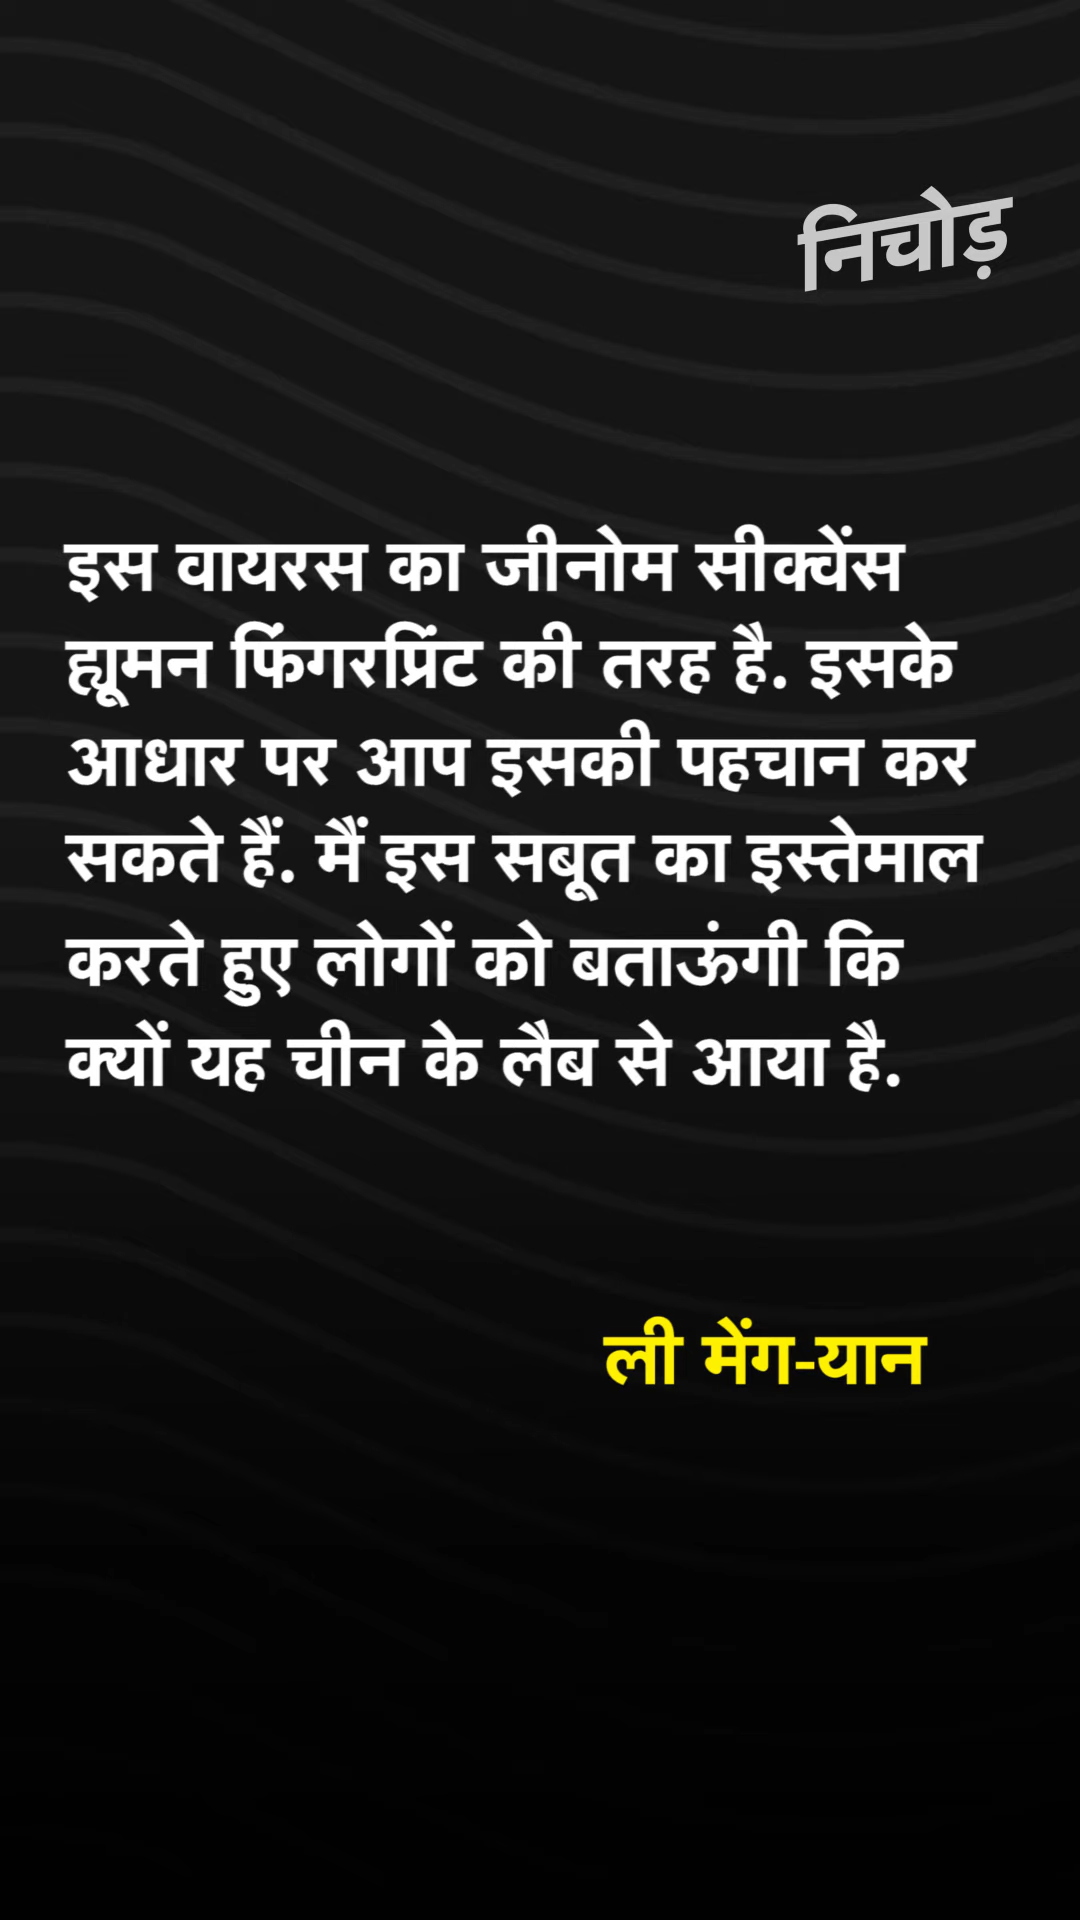 निचोड़
इस वायरस का जीनोम सीक्वेंस
ह्यूमन फिंगरप्रिंट की तरह है. इसके
आधार पर आप इसकी पहचान कर
सकते हैं. मैं इस सबूत का इस्तेमाल
करते हुए लोगों को बताऊंगी कि
क्यों यह चीन के लैब से आया है.
ली मेंग-यान